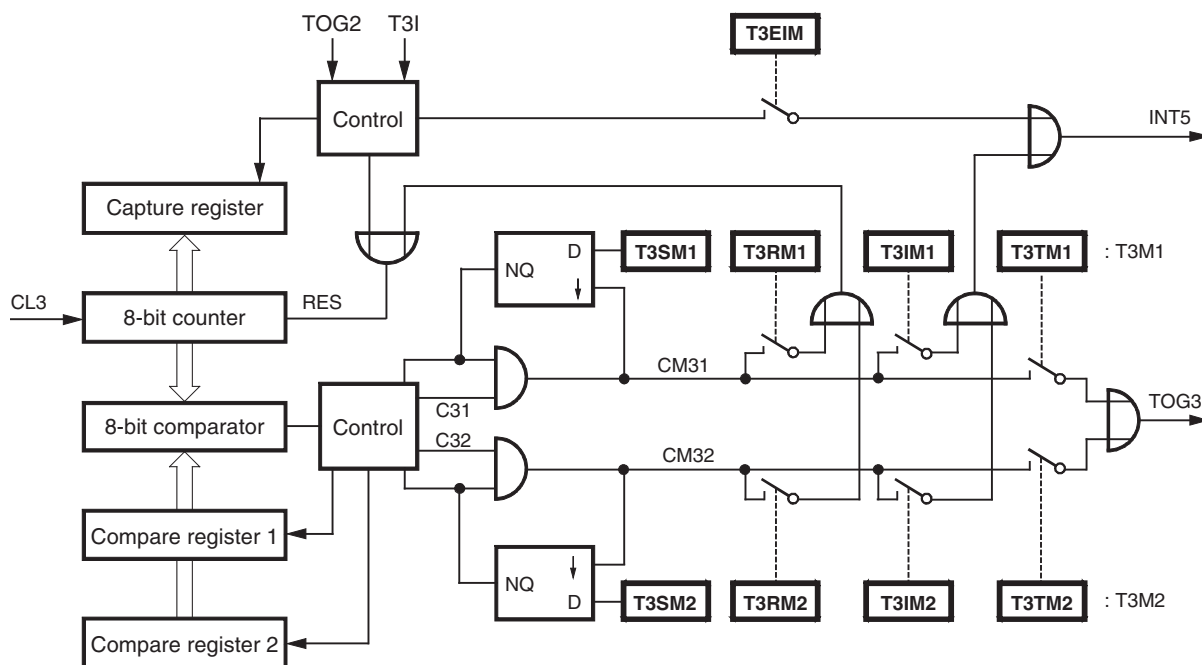 TOG2 T3I
T3EIM
Control
INT5
Capture register
NQ D
T3SM1 T3RM1 T3IM1 T3TM1 : T3M1
CL3
8-bit counter
RES
CM31
C31
TOG3
8-bit comparator
Control
C32
CM32
Compare register 1
NQ D
T3SM2 T3RM2 T3IM2 T3TM2 : T3M2
Compare register 2